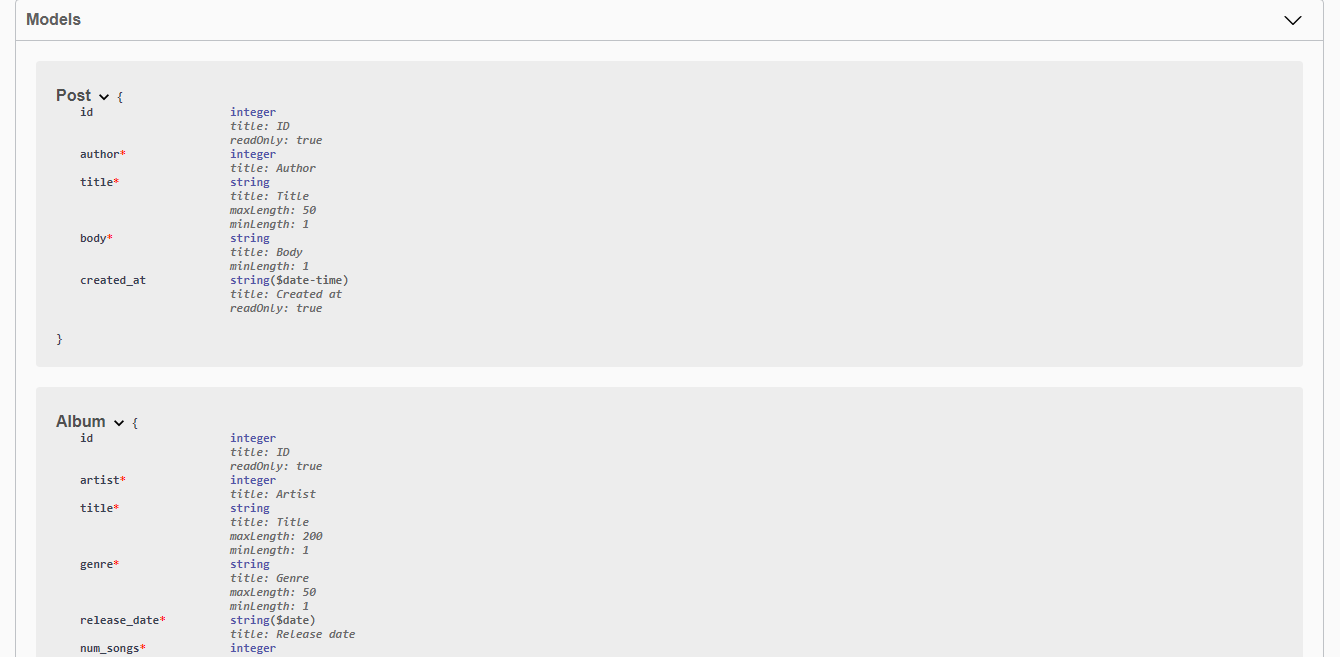 Models
Post {
id integer
title: ID
readOnly: true
author* integer
title: Author
title* string
title: Title
maxLength: 50
minLength: 1
body* string
title: Body
minLength: 1
created_at string($date-time)
title: Created at
readOnly: true
}
Album {
id integer
title: ID
readOnly: true
artist* integer
title: Artist
title* string
title: Title
maxLength: 200
minLength: 1
genre* string
title: Genre
maxLength: 50
minLength: 1
release_date* string($date)
title: Release date
num_songs* integer